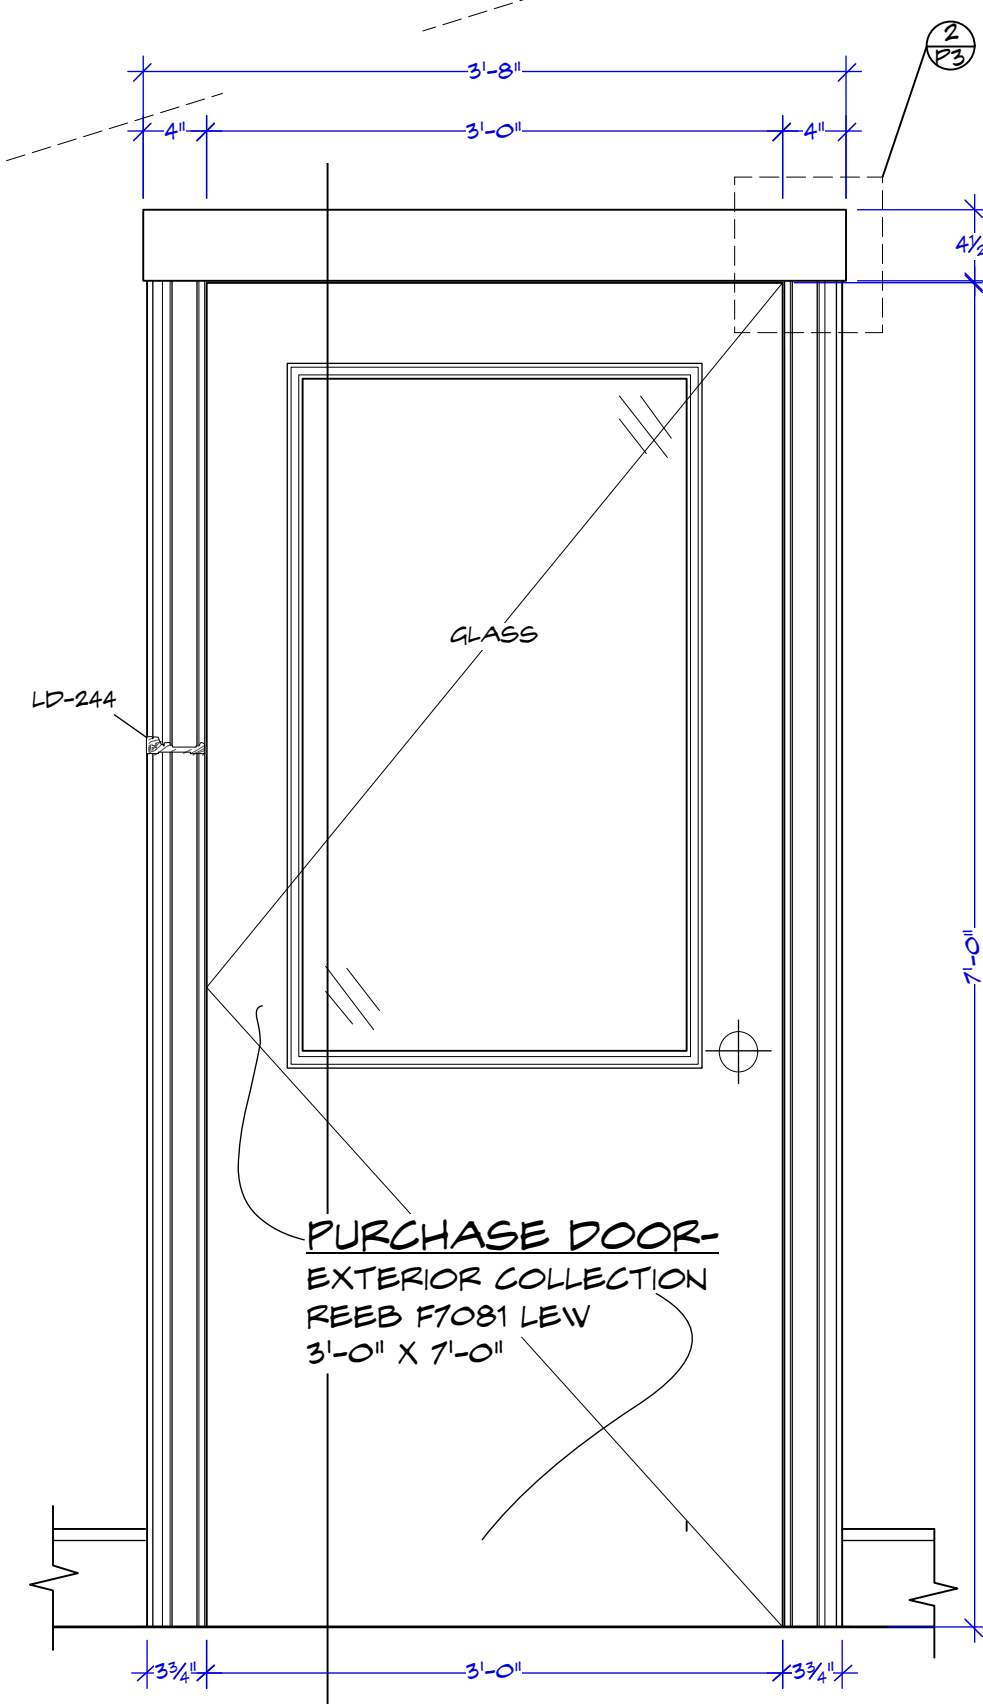 2
P3
3'-8"
4"
3'-0"
4"
4½
GLASS
LD-244
7'-0"
PURCHASE DOOR-
EXTERIOR COLLECTION
REEB F7081 LEW
3'-0" X 7'-0"
3¾"
3'-0"
3¾"